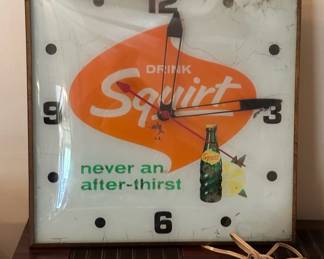 12
DRINK
Squirt
9
3
never an
after-thirst
6